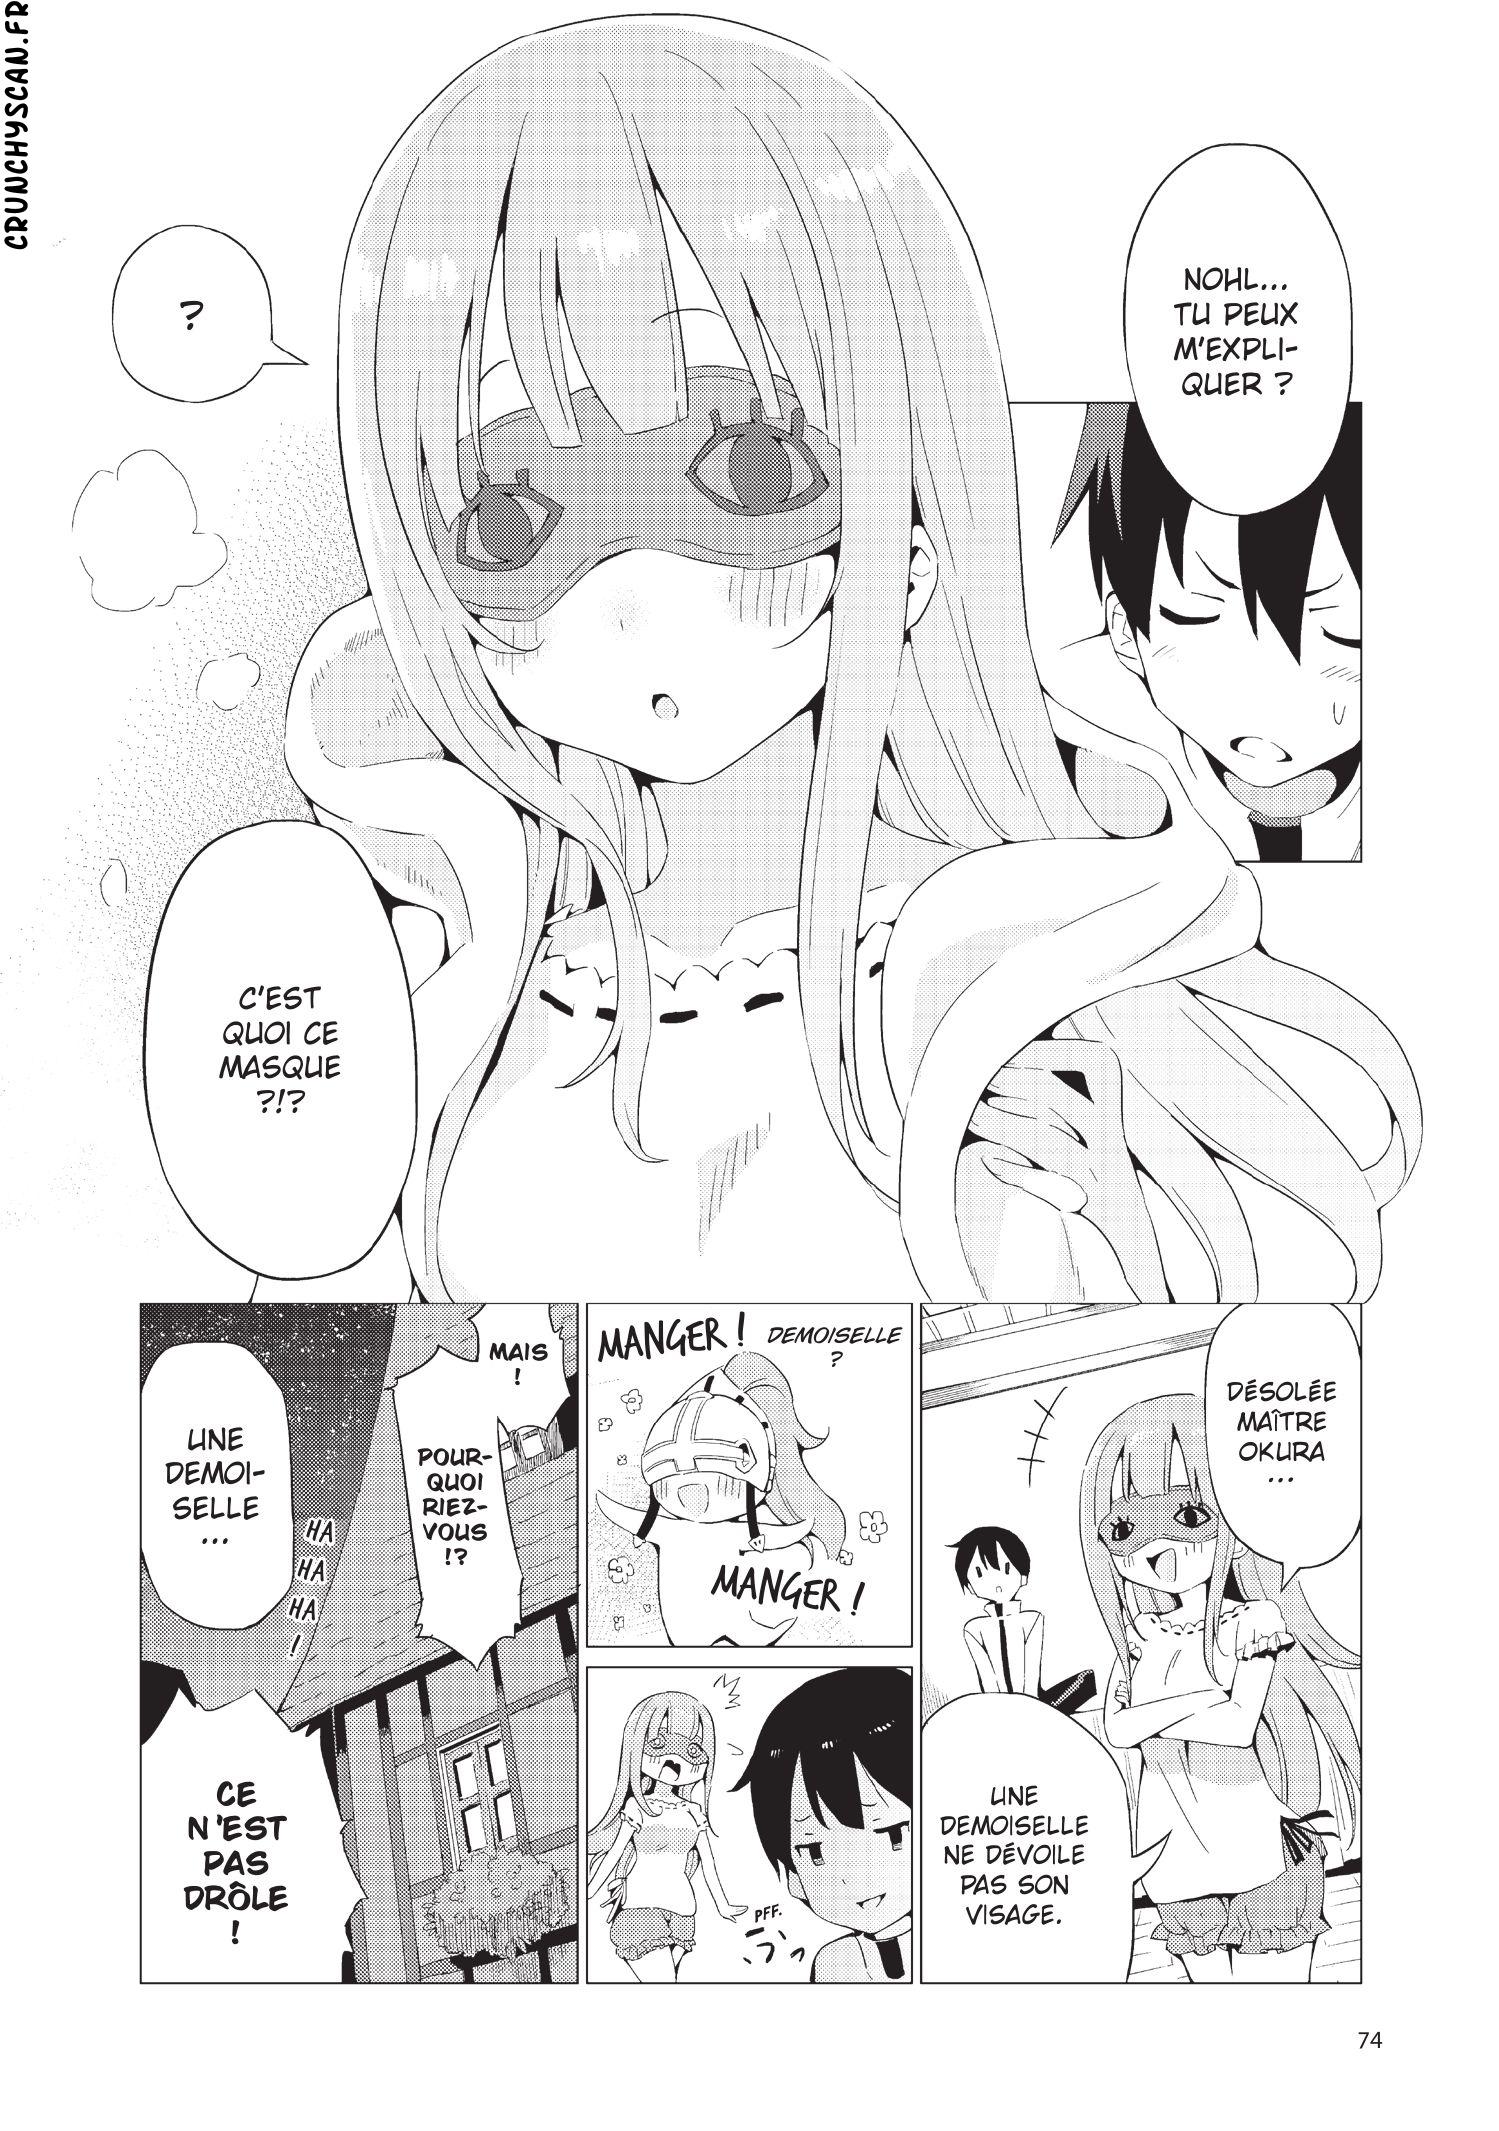 CRUNCHYSCAN.FR
NOHL...
TU PEUX
M'EXPLI-
QUER ?
?
C'EST
QUOI CE
MASQUE
?!?
DÉSOLÉE
MAÎTRE
OKURA
...
UNE
DEMOISELLE
NE DÉVOILE
PAS SON
VISAGE.
MANGER !
DEMOISELLE
?
MANGER !
PFF.
ぷっ
MAIS
!
POUR-
QUOI
RIEZ-
VOUS
!?
UNE
DEMOI-
SELLE
...
HA
HA
HA
!
CE
N'EST
PAS
DRÔLE
!
74